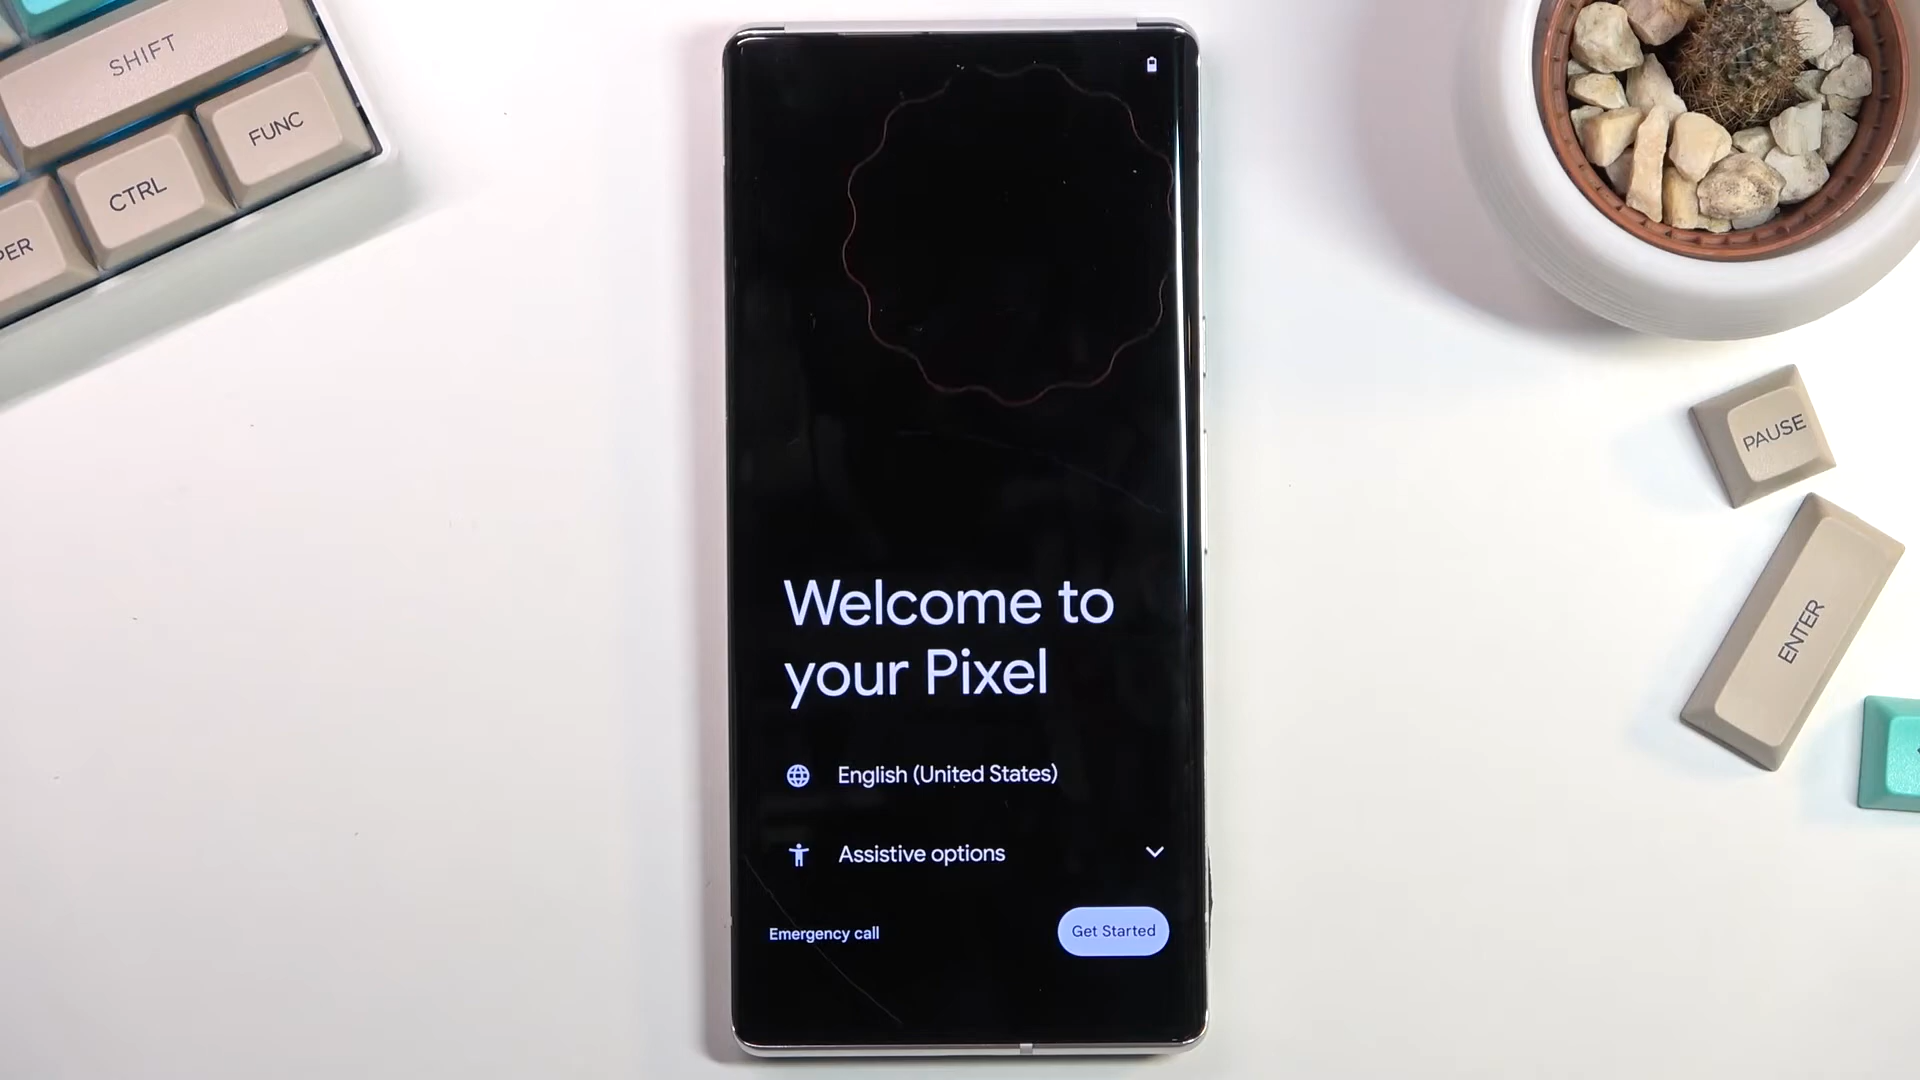 SHIFT
FUNC
CTRL
PER
Welcome to
your Pixel
English (United States)
Assistive options
Emergency call
Get Started
PAUSE
ENTER